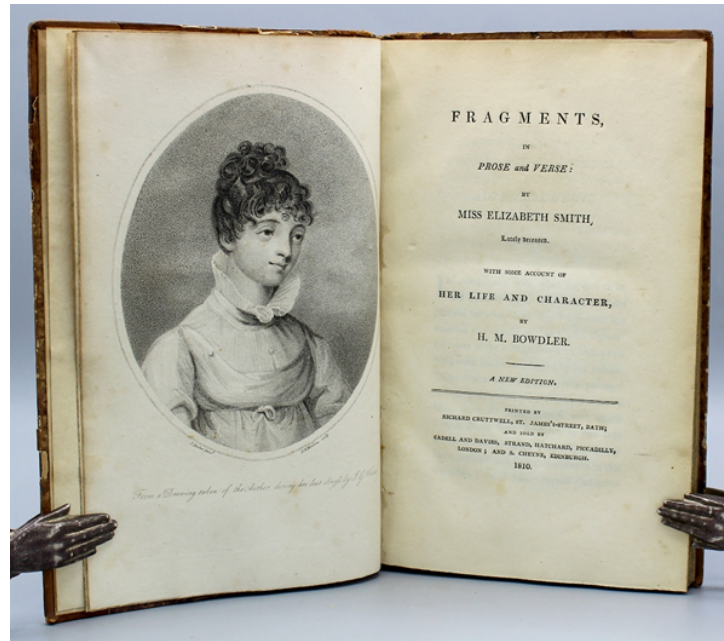 From a Drawing taken of the Author during her last by J. G.
FRAGMENTS,
IN
PROSE and VERSE:
BY
MISS ELIZABETH SMITH,
Lately deceased.
WITH SOME ACCOUNT OF
HER LIFE AND CHARACTER,
BY
H. M. BOWDLER.
A NEW EDITION.
PRINTED BY
RICHARD CRUTTWELL, ST. JAMES'S-STREET, BATH;
AND SOLD BY
CADELL AND DAVIES, STRAND, HATCHARD, PICCADILLY,
LONDON; AND S. CHEYNE, EDINBURGH.
1810.